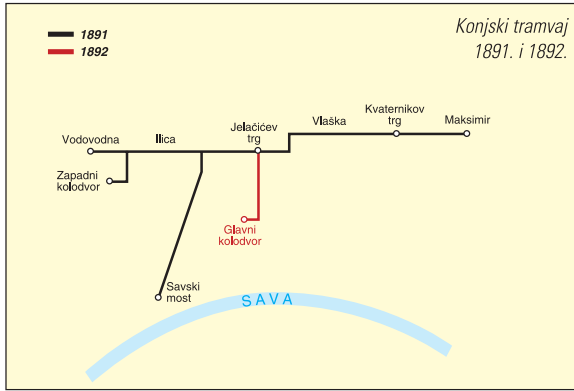 Konjski tramvaj
1891. i 1892.
1891
1892
Vodovodna
Ilica
Jelačićev
trg
Vlaška
Kvaternikov
trg
Maksimir
Zapadni
kolodvor
Glavni
kolodvor
Savski
most
SAVA